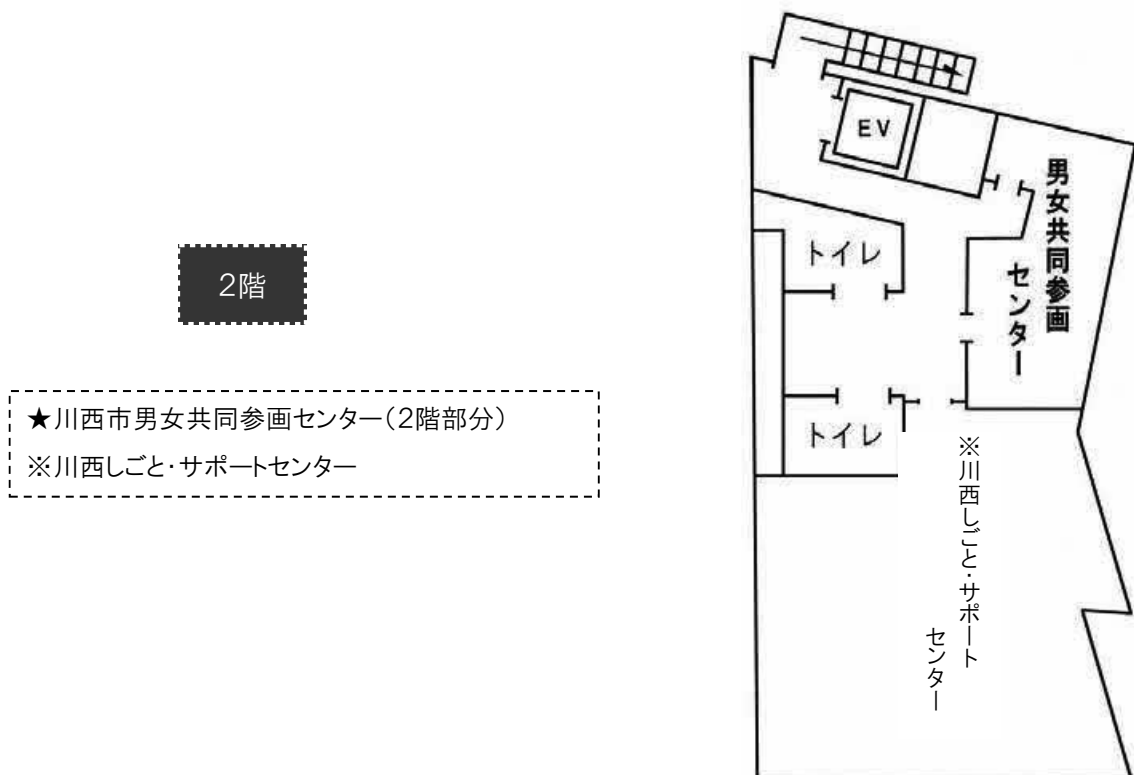 2階
★川西市男女共同参画センター(2階部分)
※川西しごと・サポートセンター
EV
男女共同参画
センター
トイレ
トイレ
※川西しごと・サポート
センター